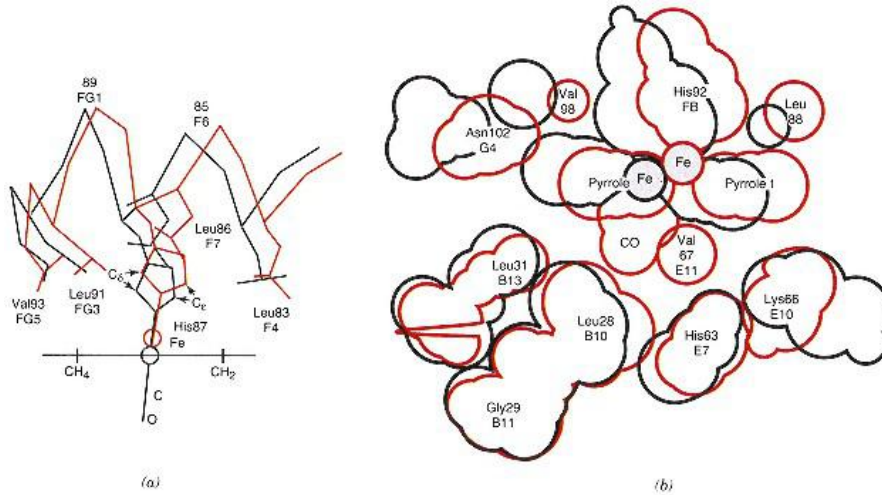 89
FG1
85
F6
Leu86
F7
Cδ
Cε
Val93
FG5
Leu91
FG3
His87
Fe
Leu83
F4
CH4
CH2
C
O
(a)
Val
98
His92
FB
Leu
88
Asn102
G4
Fe
Pyrrole
Fe
Pyrrole 1
CO
Val
67
E11
Leu31
B13
Lys66
E10
Leu28
B10
His63
E7
Gly29
B11
(b)